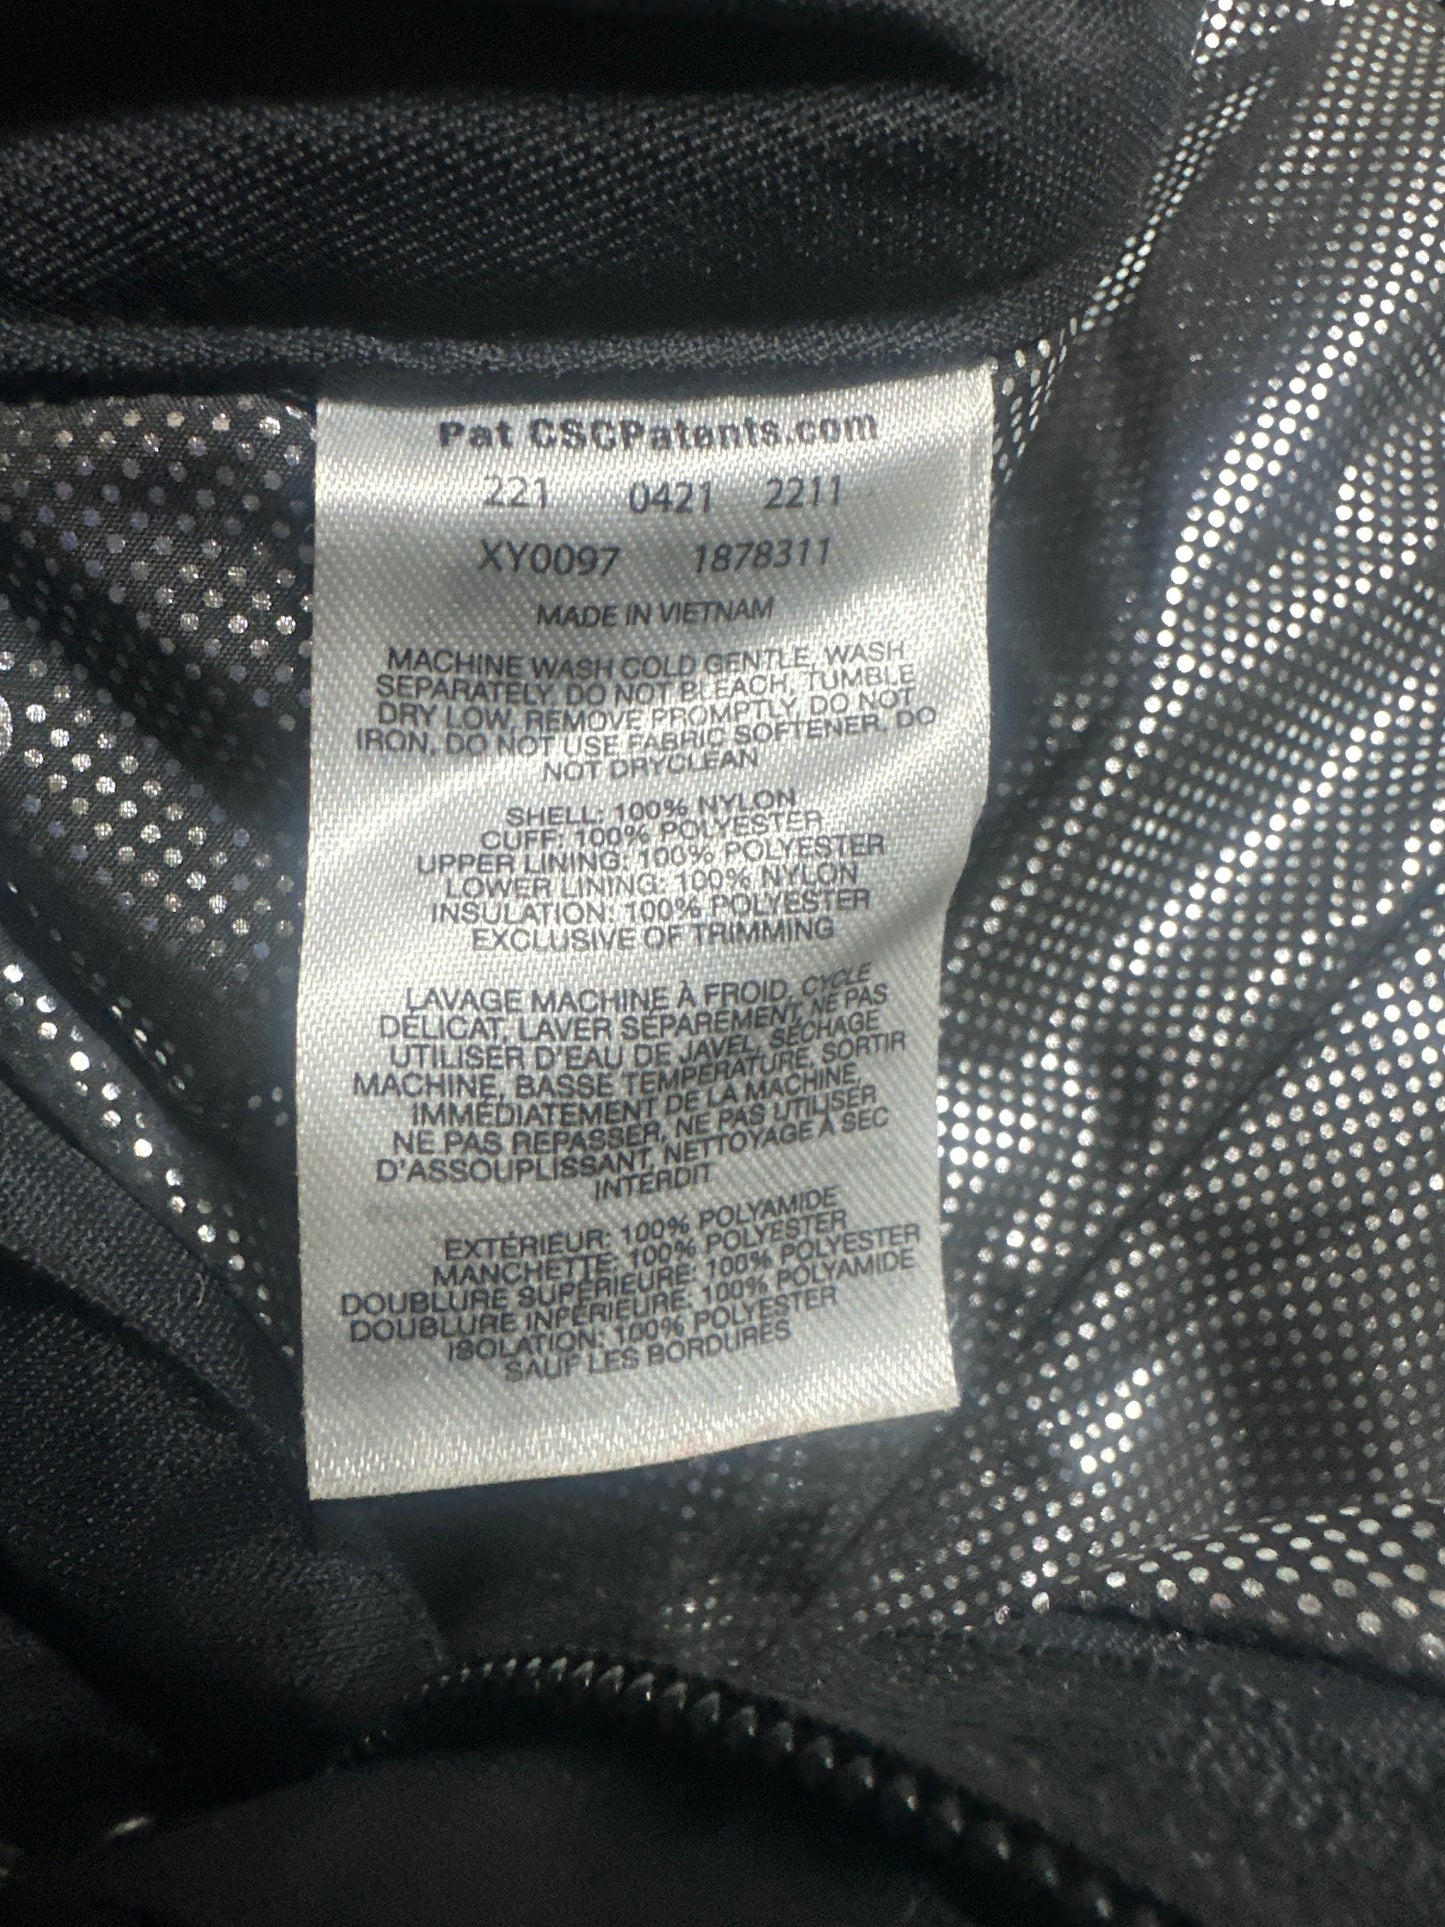 Pat CSCPatents.com
221 0421 2211
XY0097 1878311
MADE IN VIETNAM
MACHINE WASH COLD GENTLE, WASH
SEPARATELY, DO NOT BLEACH, TUMBLE
DRY LOW, REMOVE PROMPTLY, DO NOT
IRON, DO NOT USE FABRIC SOFTENER, DO
NOT DRYCLEAN
SHELL: 100% NYLON
CUFF: 100% POLYESTER
UPPER LINING: 100% POLYESTER
LOWER LINING: 100% NYLON
INSULATION: 100% POLYESTER
EXCLUSIVE OF TRIMMING
LAVAGE MACHINE À FROID, CYCLE
DÉLICAT, LAVER SÉPARÉMENT, NE PAS
UTILISER D'EAU DE JAVEL, SÉCHAGE
MACHINE, BASSE TEMPÉRATURE, SORTIR
IMMÉDIATEMENT DE LA MACHINE,
NE PAS REPASSER, NE PAS UTILISER
D'ASSOUPLISSANT, NETTOYAGE À SEC
INTERDIT
EXTÉRIEUR: 100% POLYAMIDE
MANCHETTE: 100% POLYESTER
DOUBLURE SUPÉRIEURE: 100% POLYESTER
DOUBLURE INFÉRIEURE: 100% POLYAMIDE
ISOLATION: 100% POLYESTER
SAUF LES BORDURES